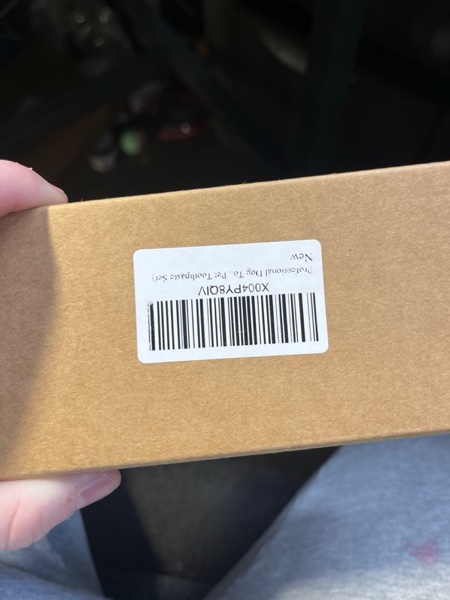 X004PY8QIV
Professional Dog To...Pet Toothpaste Set)
New